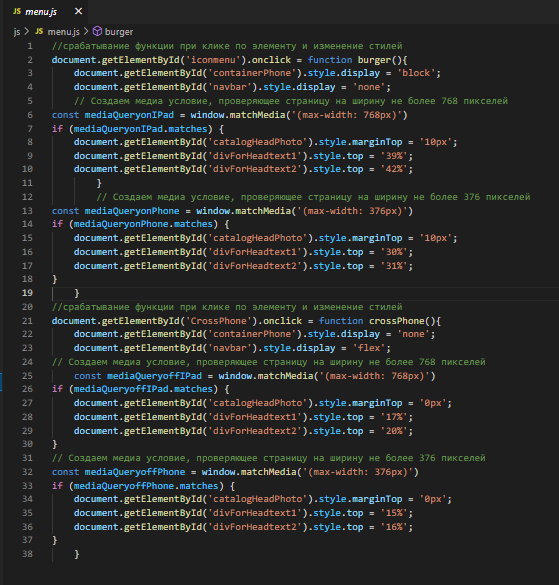 JS menu.js ×
js > JS menu.js > burger
1 //срабатывание функции при клике по элементу и изменение стилей
2 document.getElementById('iconmenu').onclick = function burger(){
3 document.getElementById('containerPhone').style.display = 'block';
4 document.getElementById('navbar').style.display = 'none';
5 // Создаем медиа условие, проверяющее страницу на ширину не более 768 пикселей
6 const mediaQueryonIPad = window.matchMedia('(max-width: 768px)')
7 if (mediaQueryonIPad.matches) {
8 document.getElementById('catalogHeadPhoto').style.marginTop = '10px';
9 document.getElementById('divForHeadtext1').style.top = '39%';
10 document.getElementById('divForHeadtext2').style.top = '42%';
11 }
12 // Создаем медиа условие, проверяющее страницу на ширину не более 376 пикселей
13 const mediaQueryonPhone = window.matchMedia('(max-width: 376px)')
14 if (mediaQueryonPhone.matches) {
15 document.getElementById('catalogHeadPhoto').style.marginTop = '10px';
16 document.getElementById('divForHeadtext1').style.top = '30%';
17 document.getElementById('divForHeadtext2').style.top = '31%';
18 }
19 }
20 //срабатывание функции при клике по элементу и изменение стилей
21 document.getElementById('CrossPhone').onclick = function crossPhone(){
22 document.getElementById('containerPhone').style.display = 'none';
23 document.getElementById('navbar').style.display = 'flex';
24 // Создаем медиа условие, проверяющее страницу на ширину не более 768 пикселей
25 const mediaQueryoffIPad = window.matchMedia('(max-width: 768px)')
26 if (mediaQueryoffIPad.matches) {
27 document.getElementById('catalogHeadPhoto').style.marginTop = '0px';
28 document.getElementById('divForHeadtext1').style.top = '17%';
29 document.getElementById('divForHeadtext2').style.top = '20%';
30 }
31 // Создаем медиа условие, проверяющее страницу на ширину не более 376 пикселей
32 const mediaQueryoffPhone = window.matchMedia('(max-width: 376px)')
33 if (mediaQueryoffPhone.matches) {
34 document.getElementById('catalogHeadPhoto').style.marginTop = '0px';
35 document.getElementById('divForHeadtext1').style.top = '15%';
36 document.getElementById('divForHeadtext2').style.top = '16%';
37 }
38 }